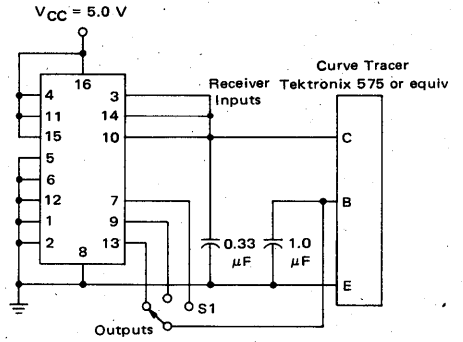 VCC = 5.0 V
Curve Tracer
Tektronix 575 or equiv
Receiver
Inputs
16
4
11
15
5
6
12
1
2
3
14
10
7
9
13
8
C
B
E
0.33
μF
1.0
μF
S1
Outputs